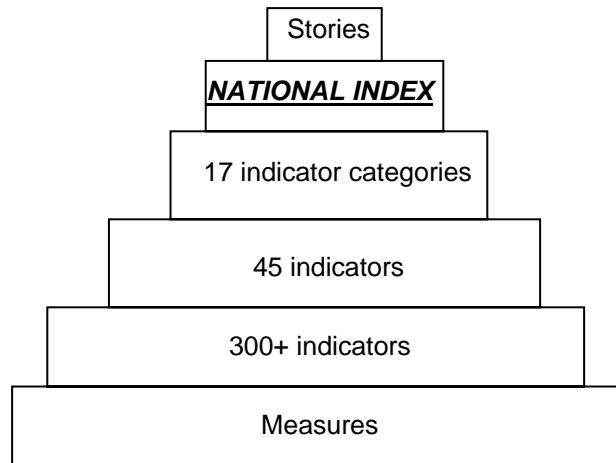 Stories
NATIONAL INDEX
17 indicator categories
45 indicators
300+ indicators
Measures